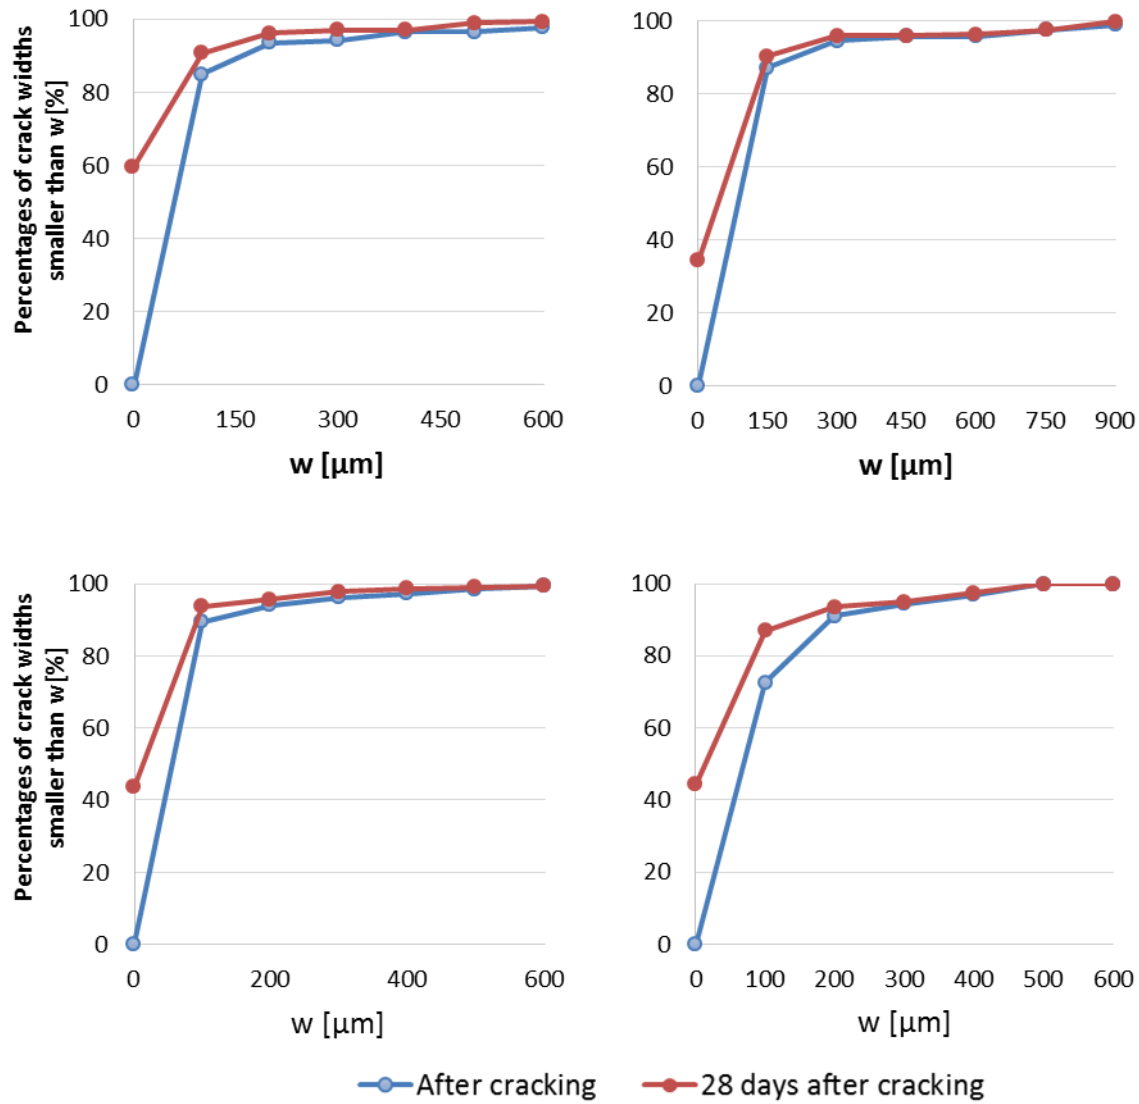 Percentages of crack widths
smaller than w [%]
100
80
60
40
20
0
0 150 300 450 600
w [μm]
100
80
60
40
20
0
0 150 300 450 600 750 900
w [μm]
Percentages of crack widths
smaller than w [%]
100
80
60
40
20
0
0 200 400 600
w [μm]
100
80
60
40
20
0
0 100 200 300 400 500 600
w [μm]
After cracking 28 days after cracking